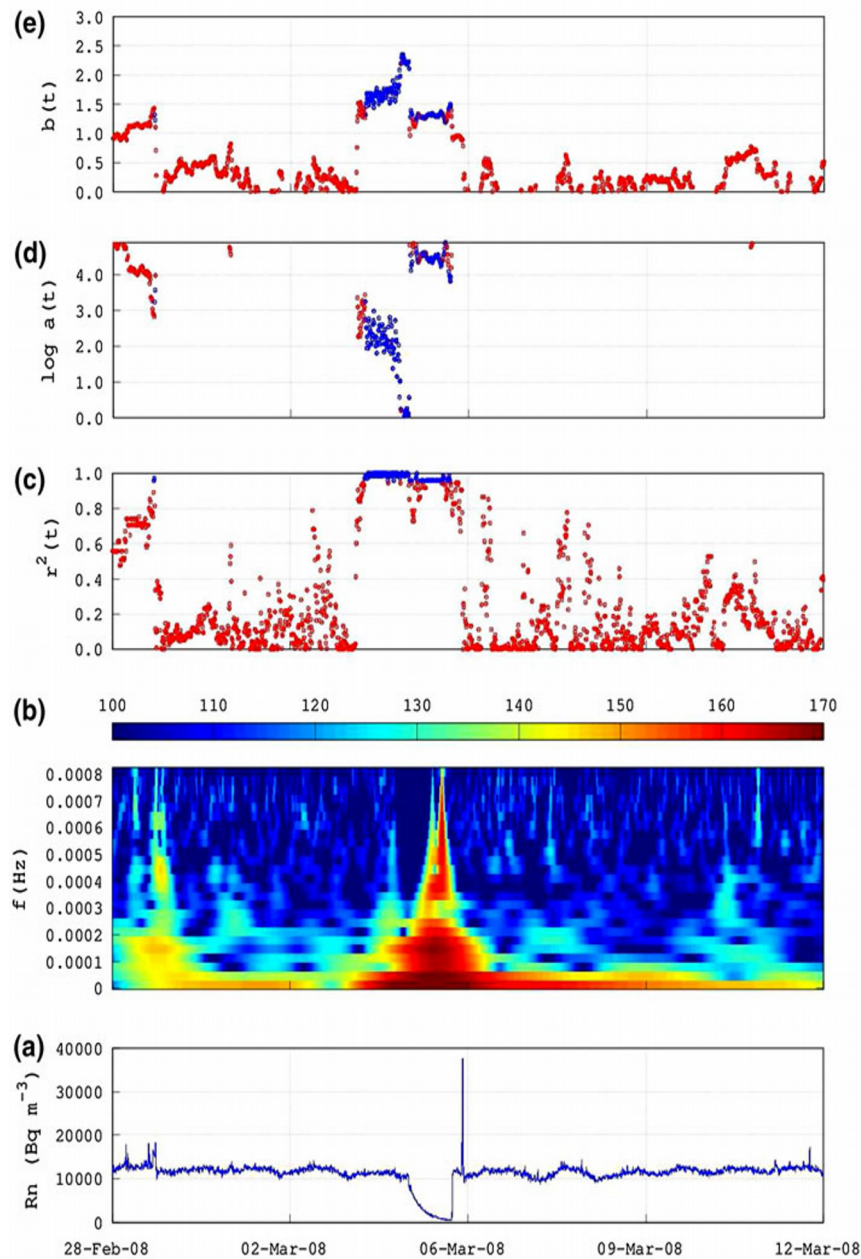 (e)
3.0
2.5
2.0
1.5
1.0
0.5
0.0
b(t)
(d)
4.0
3.0
2.0
1.0
0.0
log a(t)
(c)
1.0
0.8
0.6
0.4
0.2
0.0
r²(t)
(b)
100 110 120 130 140 150 160 170
0.0008
0.0007
0.0006
0.0005
0.0004
0.0003
0.0002
0.0001
0
f(Hz)
(a)
40000
30000
20000
10000
0
Rn (Bq m⁻³)
28-Feb-08 02-Mar-08 06-Mar-08 09-Mar-08 12-Mar-08